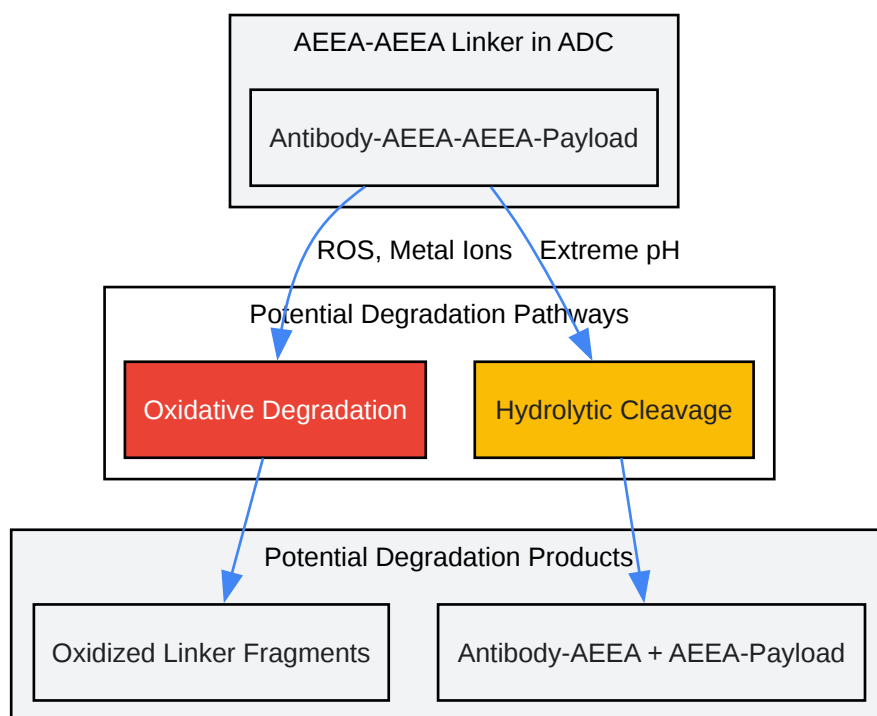 AEEA-AEEA Linker in ADC
Antibody-AEEA-AEEA-Payload
ROS, Metal Ions
Extreme pH
Potential Degradation Pathways
Oxidative Degradation
Hydrolytic Cleavage
Potential Degradation Products
Oxidized Linker Fragments
Antibody-AEEA + AEEA-Payload